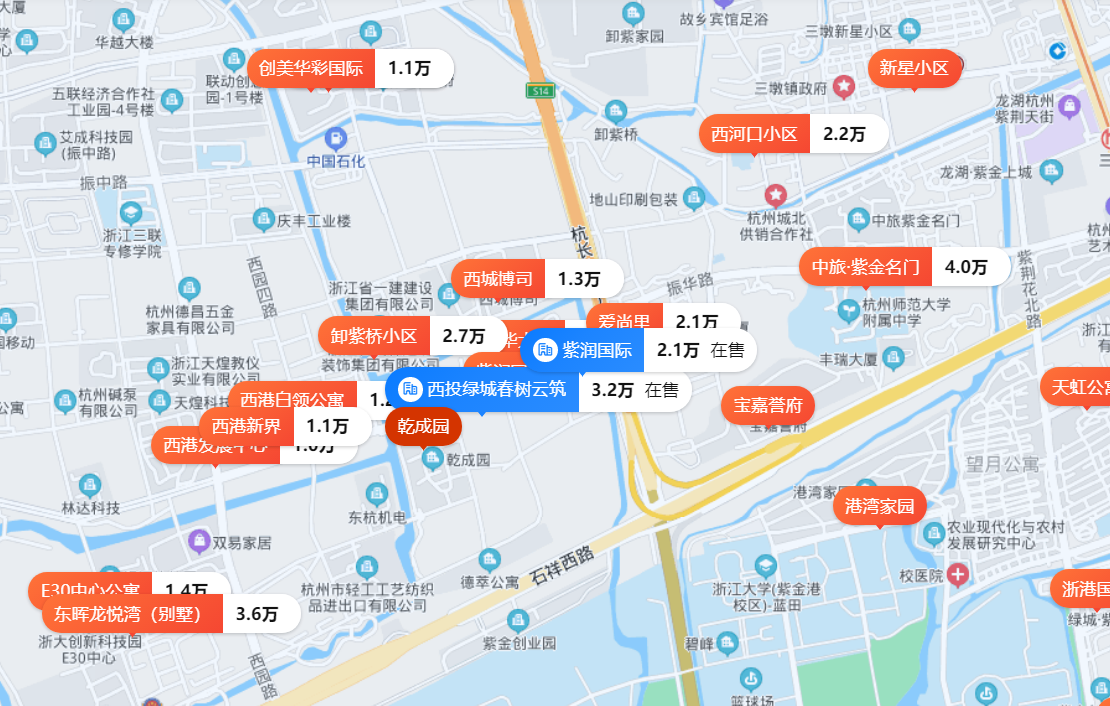 大厦
华越大楼
卸紫家园
故乡宾馆足浴
三墩新星小区
创美华彩国际 1.1万
联动创
园-1号楼
新星小区
五联经济合作社
工业园-4号楼
三墩镇政府
龙湖杭州
紫荆天街
S14
卸紫桥
西河口小区 2.2万
艾成科技园
(振中路)
中国石化
振中路
龙湖·紫金上城
地山印刷包装
浙江三联
专修学院
庆丰工业楼
杭州城北
供销合作社
中旅紫金名门
杭长
西园四路
西城博司 1.3万
西城博司
振华路
中旅·紫金名门 4.0万
紫荆花北路
浙江省一建建设
集团有限公司
杭州德昌五金
家具有限公司
杭州师范大学
附属中学
爱尚里 2.1万
卸紫桥小区 2.7万
紫润国际 2.1万 在售
装饰集团有限公司
丰瑞大厦
浙江天煌教仪
实业有限公司
西投绿城春树云筑 3.2万 在售
天虹公
杭州碱泵
有限公司
天煌科技
西港白领公寓
宝嘉誉府
宝嘉誉府
西港新界 1.1万
乾成园
西港发展中心
乾成园
望月公寓
林达科技
东杭机电
港湾家园
港湾家园
双易家居
农业现代化与农村
发展研究中心
石祥西路
德萃公寓
校医院
E30中心公寓 1.4万
杭州市轻工工艺纺织
品进出口有限公司
浙江大学(紫金港
校区)-蓝田
浙港国
东晖龙悦湾（别墅） 3.6万
浙大创新科技园
E30中心
紫金创业园
碧峰
绿城·紫
西园路
篮球场